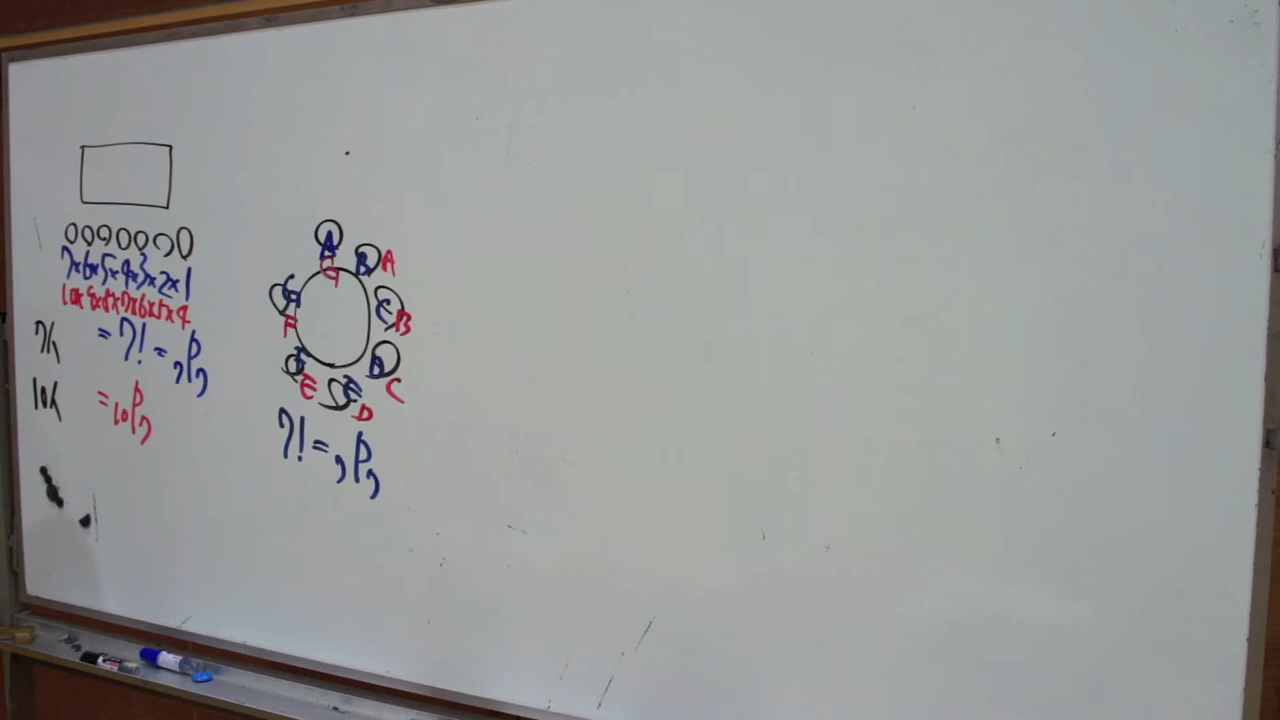 7×6×5×4×3×2×1
10×9×8×7×6×5×4
7人 =7!=₇P₇
10人 =₁₀P₇
A
G
B A
G
C B
F
D C
F E
E D
7!=₇P₇